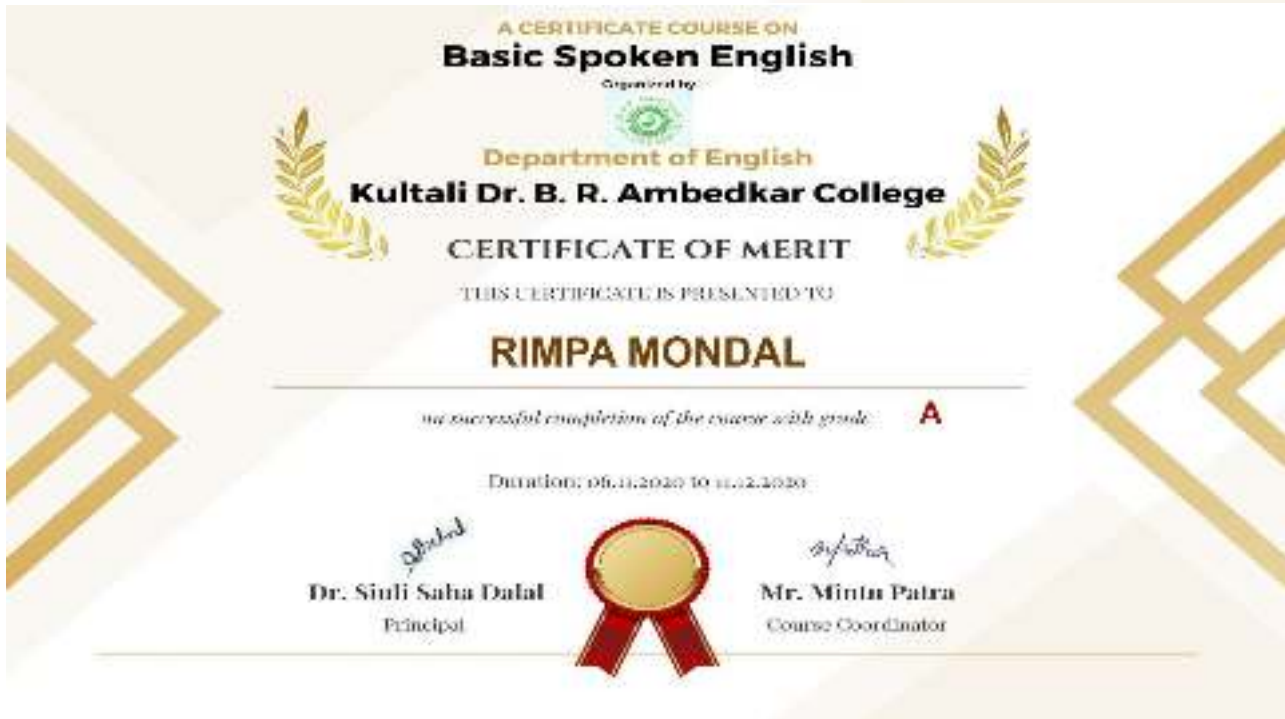 A CERTIFICATE COURSE ON
Basic Spoken English
Organized by
Department of English
Kultali Dr. B. R. Ambedkar College
CERTIFICATE OF MERIT
THIS CERTIFICATE IS PRESENTED TO
RIMPA MONDAL
on successful completion of the course with grade A
Duration: 06.11.2020 to 11.12.2020
Dr. Siuli Saha Dalal
Principal
Mr. Mintu Patra
Course Coordinator